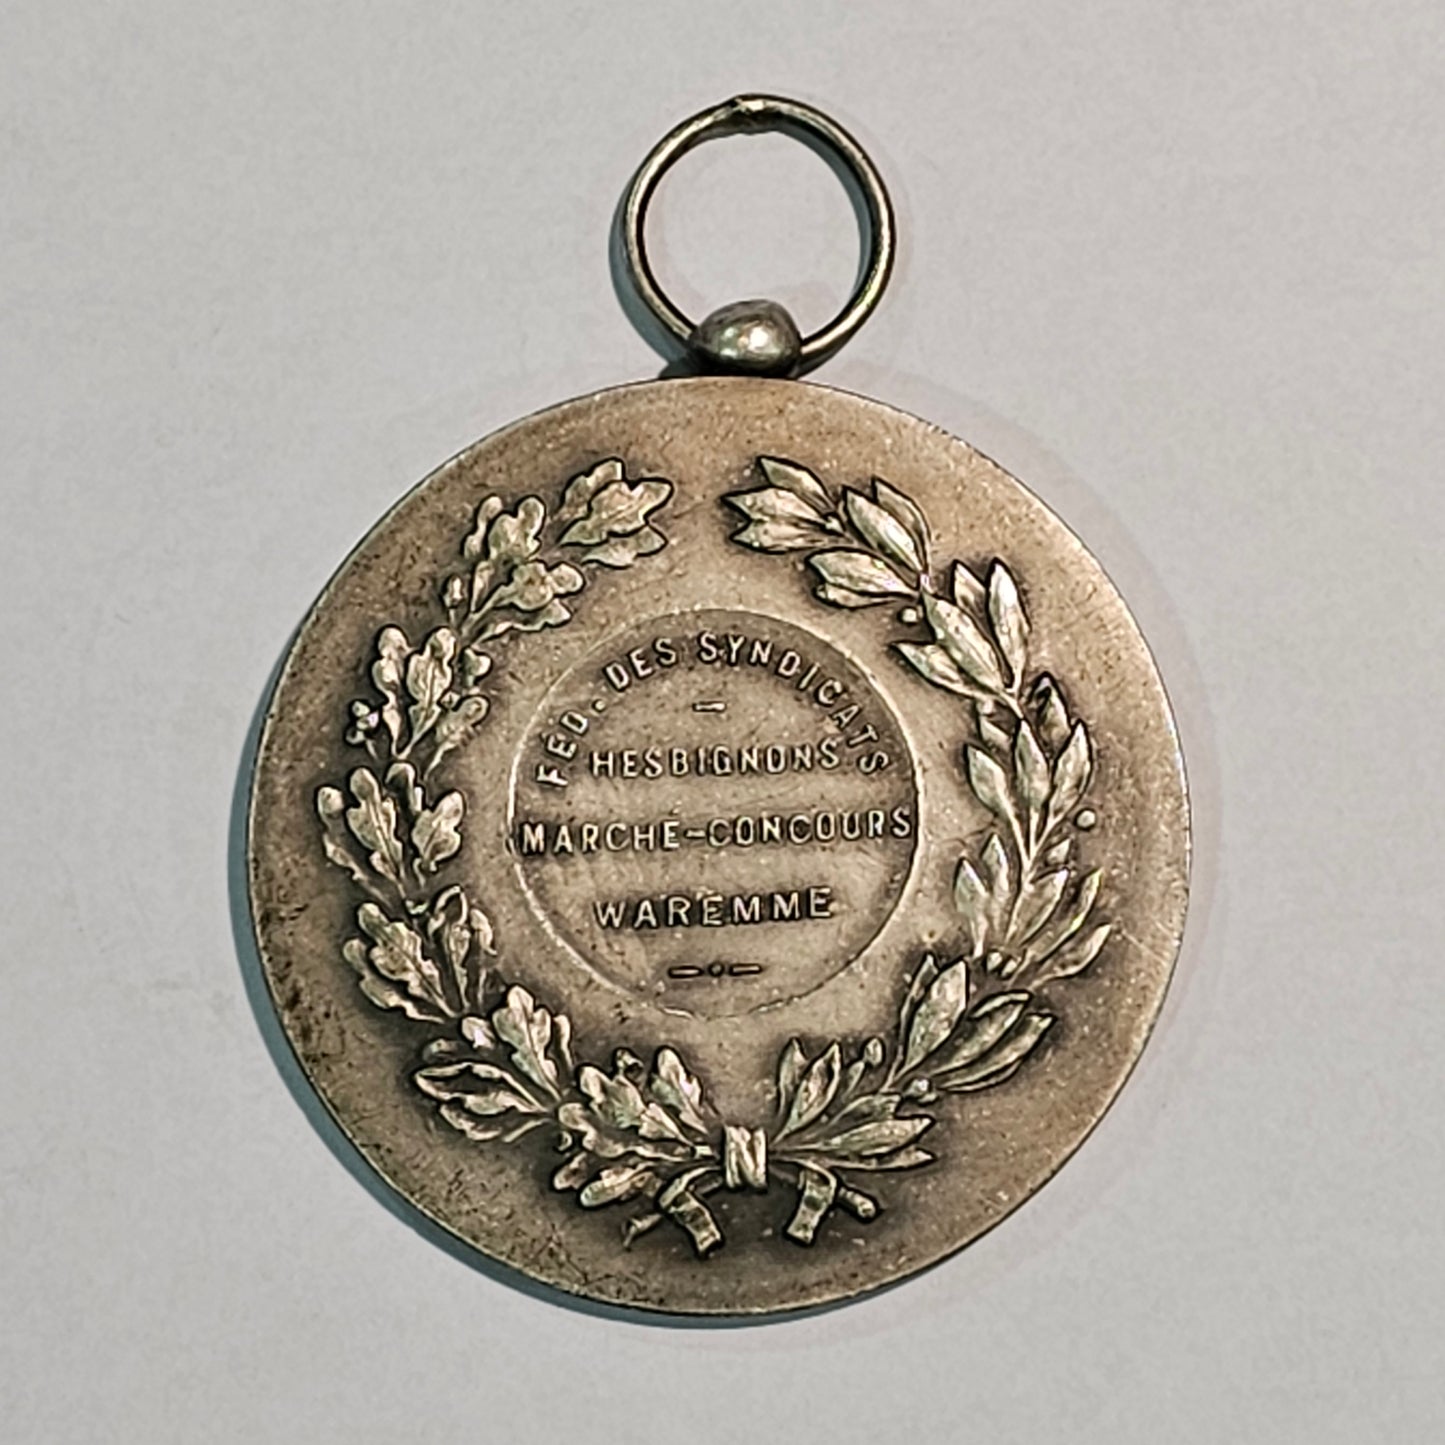 FÉD. DES SYNDICATS
HESBIGNONS
MARCHÉ-CONCOURS
WAREMME